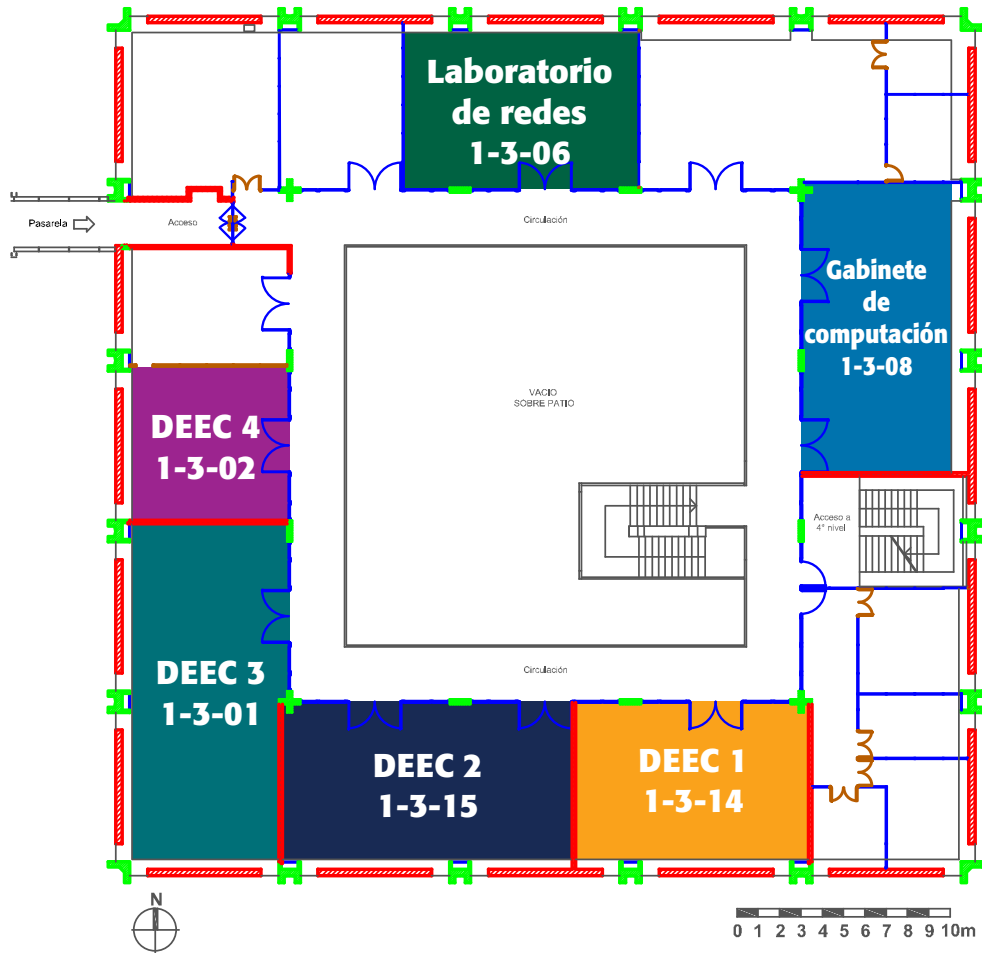 Laboratorio
de redes
1-3-06
Pasarela
Acceso
Circulación
Gabinete
de
computación
1-3-08
VACIO
SOBRE PATIO
DEEC 4
1-3-02
Acceso a
4° nivel
DEEC 3
1-3-01
Circulación
DEEC 2
1-3-15
DEEC 1
1-3-14
N
0 1 2 3 4 5 6 7 8 9 10m